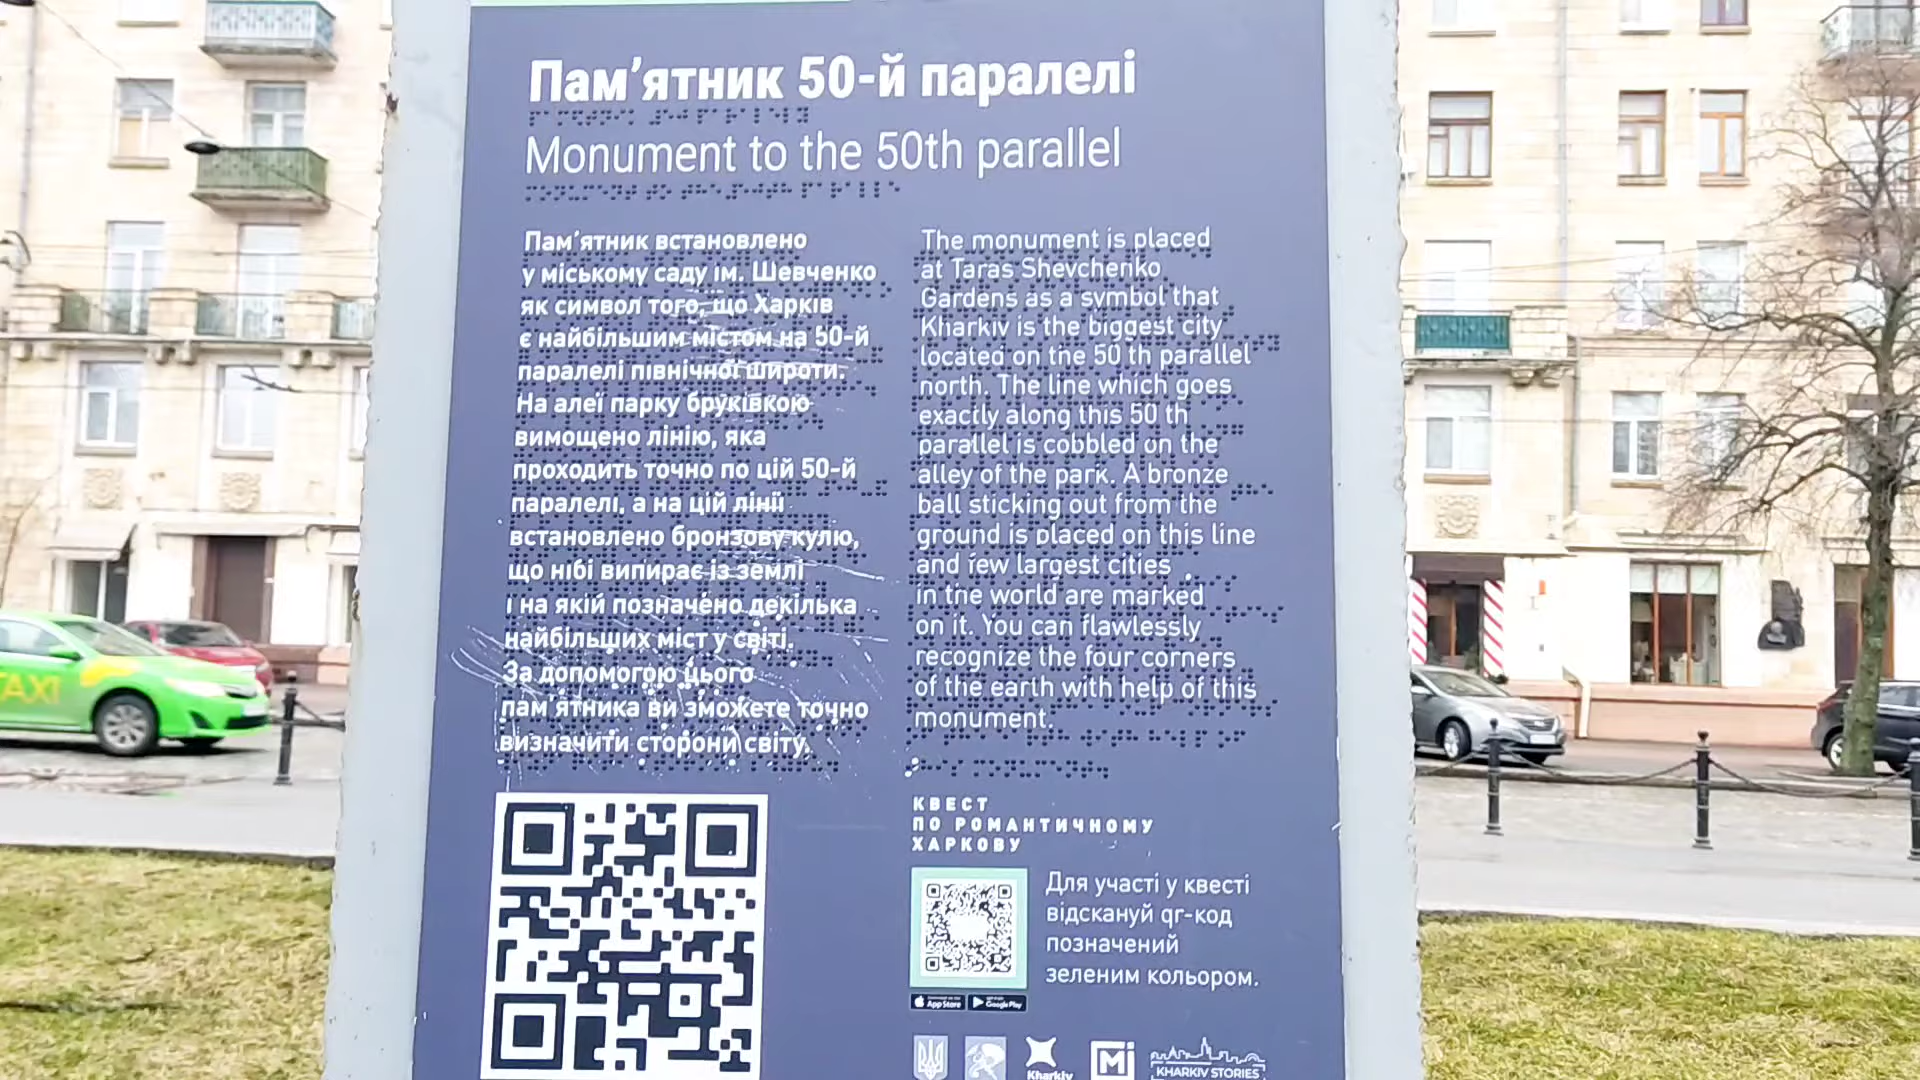 Пам’ятник 50-й паралелі
Monument to the 50th parallel
Пам’ятник встановлено
у міському саду ім. Шевченко
як символ того, що Харків
є найбільшим містом на 50-й
паралелі північної широти.
На алеї парку бруківкою
вимощено лінію, яка
проходить точно по цій 50-й
паралелі, а на цій лінії
встановлено бронзову кулю,
що нібі випирає із землі
і на якій позначено декілька
найбільших міст у світі.
За допомогою цього
пам’ятника ви зможете точно
визначити сторони світу.
The monument is placed
at Taras Shevchenko
Gardens as a symbol that
Kharkiv is the biggest city
located on the 50 th parallel
north. The line which goes
exactly along this 50 th
parallel is cobbled on the
alley of the park. A bronze
ball sticking out from the
ground is placed on this line
and few largest cities
in the world are marked
on it. You can flawlessly
recognize the four corners
of the earth with help of this
monument.
КВЕСТ
ПО РОМАНТИЧНОМУ
ХАРКОВУ
Для участі у квесті
відскануй qr-код
позначений
зеленим кольором.
App Store
Google Play
Kharkiv
Mi
KHARKIV STORIES
TAXI